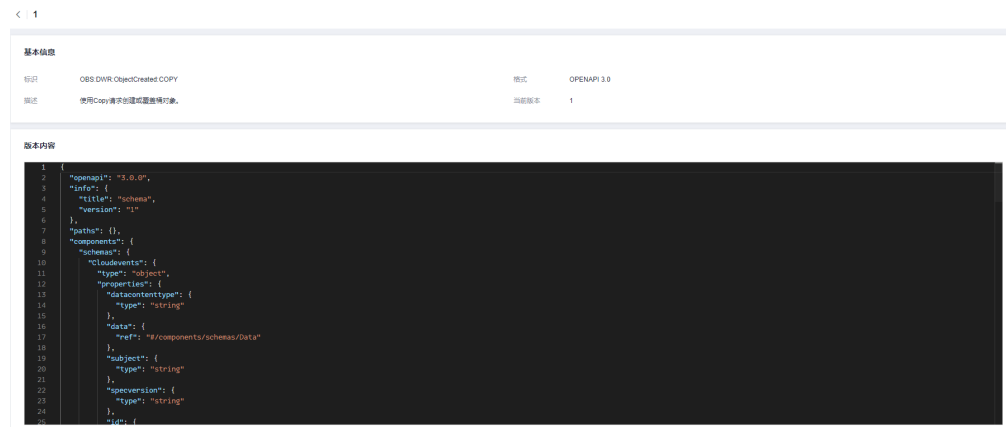 < 1
基本信息
标识 OBS:DWR:ObjectCreated:COPY 格式 OPENAPI 3.0
描述 使用Copy请求创建或覆盖桶对象。 当前版本 1
版本内容
1 {
2 "openapi": "3.0.0",
3 "info": {
4 "title": "schema",
5 "version": "1"
6 },
7 "paths": {},
8 "components": {
9 "schemas": {
10 "Cloudevents": {
11 "type": "object",
12 "properties": {
13 "datacontenttype": {
14 "type": "string"
15 },
16 "data": {
17 "ref": "#/components/schemas/Data"
18 },
19 "subject": {
20 "type": "string"
21 },
22 "specversion": {
23 "type": "string"
24 },
25 "id": {